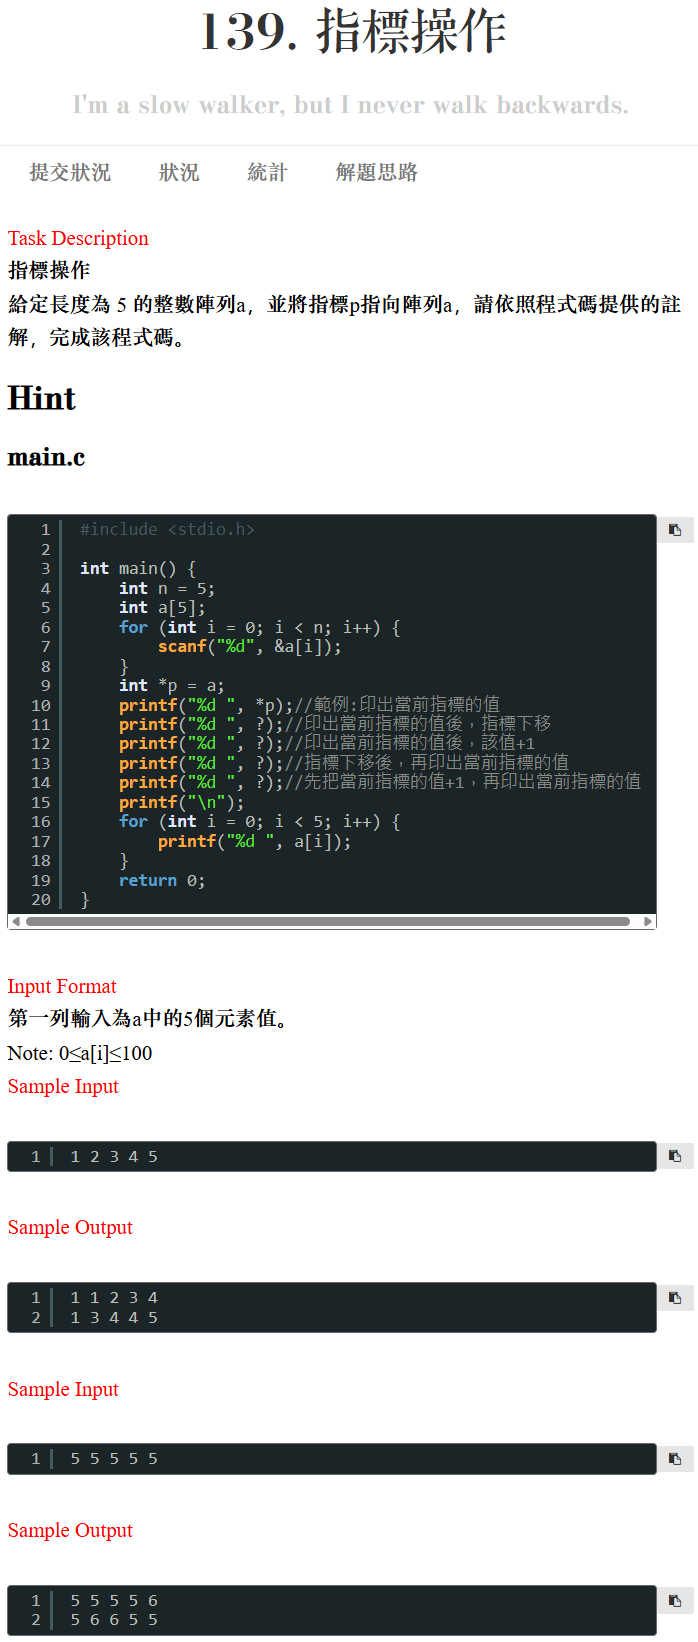 139. 指標操作
I'm a slow walker, but I never walk backwards.
提交狀況 狀況 統計 解題思路
Task Description
指標操作
給定長度為 5 的整數陣列a，並將指標p指向陣列a，請依照程式碼提供的註
解，完成該程式碼。
Hint
main.c
1 #include <stdio.h>
2
3 int main() {
4     int n = 5;
5     int a[5];
6     for (int i = 0; i < n; i++) {
7         scanf("%d", &a[i]);
8     }
9     int *p = a;
10     printf("%d ", *p);//範例:印出當前指標的值
11     printf("%d ", ?);//印出當前指標的值後，指標下移
12     printf("%d ", ?);//印出當前指標的值後，該值+1
13     printf("%d ", ?);//指標下移後，再印出當前指標的值
14     printf("%d ", ?);//先把當前指標的值+1，再印出當前指標的值
15     printf("\n");
16     for (int i = 0; i < 5; i++) {
17         printf("%d ", a[i]);
18     }
19     return 0;
20 }
Input Format
第一列輸入為a中的5個元素值。
Note: 0≤a[i]≤100
Sample Input
1 1 2 3 4 5
Sample Output
1 1 1 2 3 4
2 1 3 4 4 5
Sample Input
1 5 5 5 5 5
Sample Output
1 5 5 5 5 6
2 5 6 6 5 5